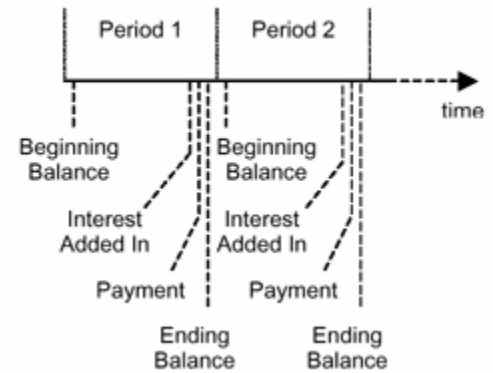 Period 1
Period 2
time
Beginning
Balance
Beginning
Balance
Interest
Added In
Interest
Added In
Payment
Payment
Ending
Balance
Ending
Balance